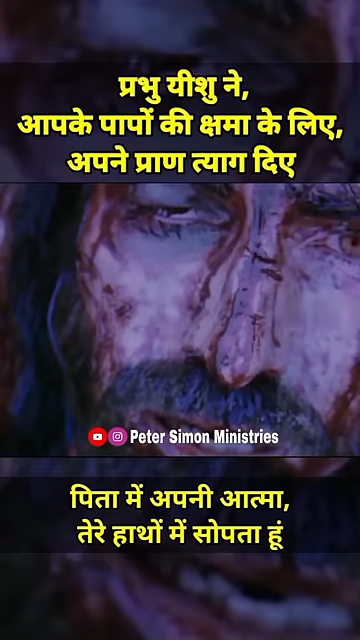 प्रभु यीशु ने,
आपके पापों की क्षमा के लिए,
अपने प्राण त्याग दिए
Peter Simon Ministries
पिता में अपनी आत्मा,
तेरे हाथों में सोपता हूं